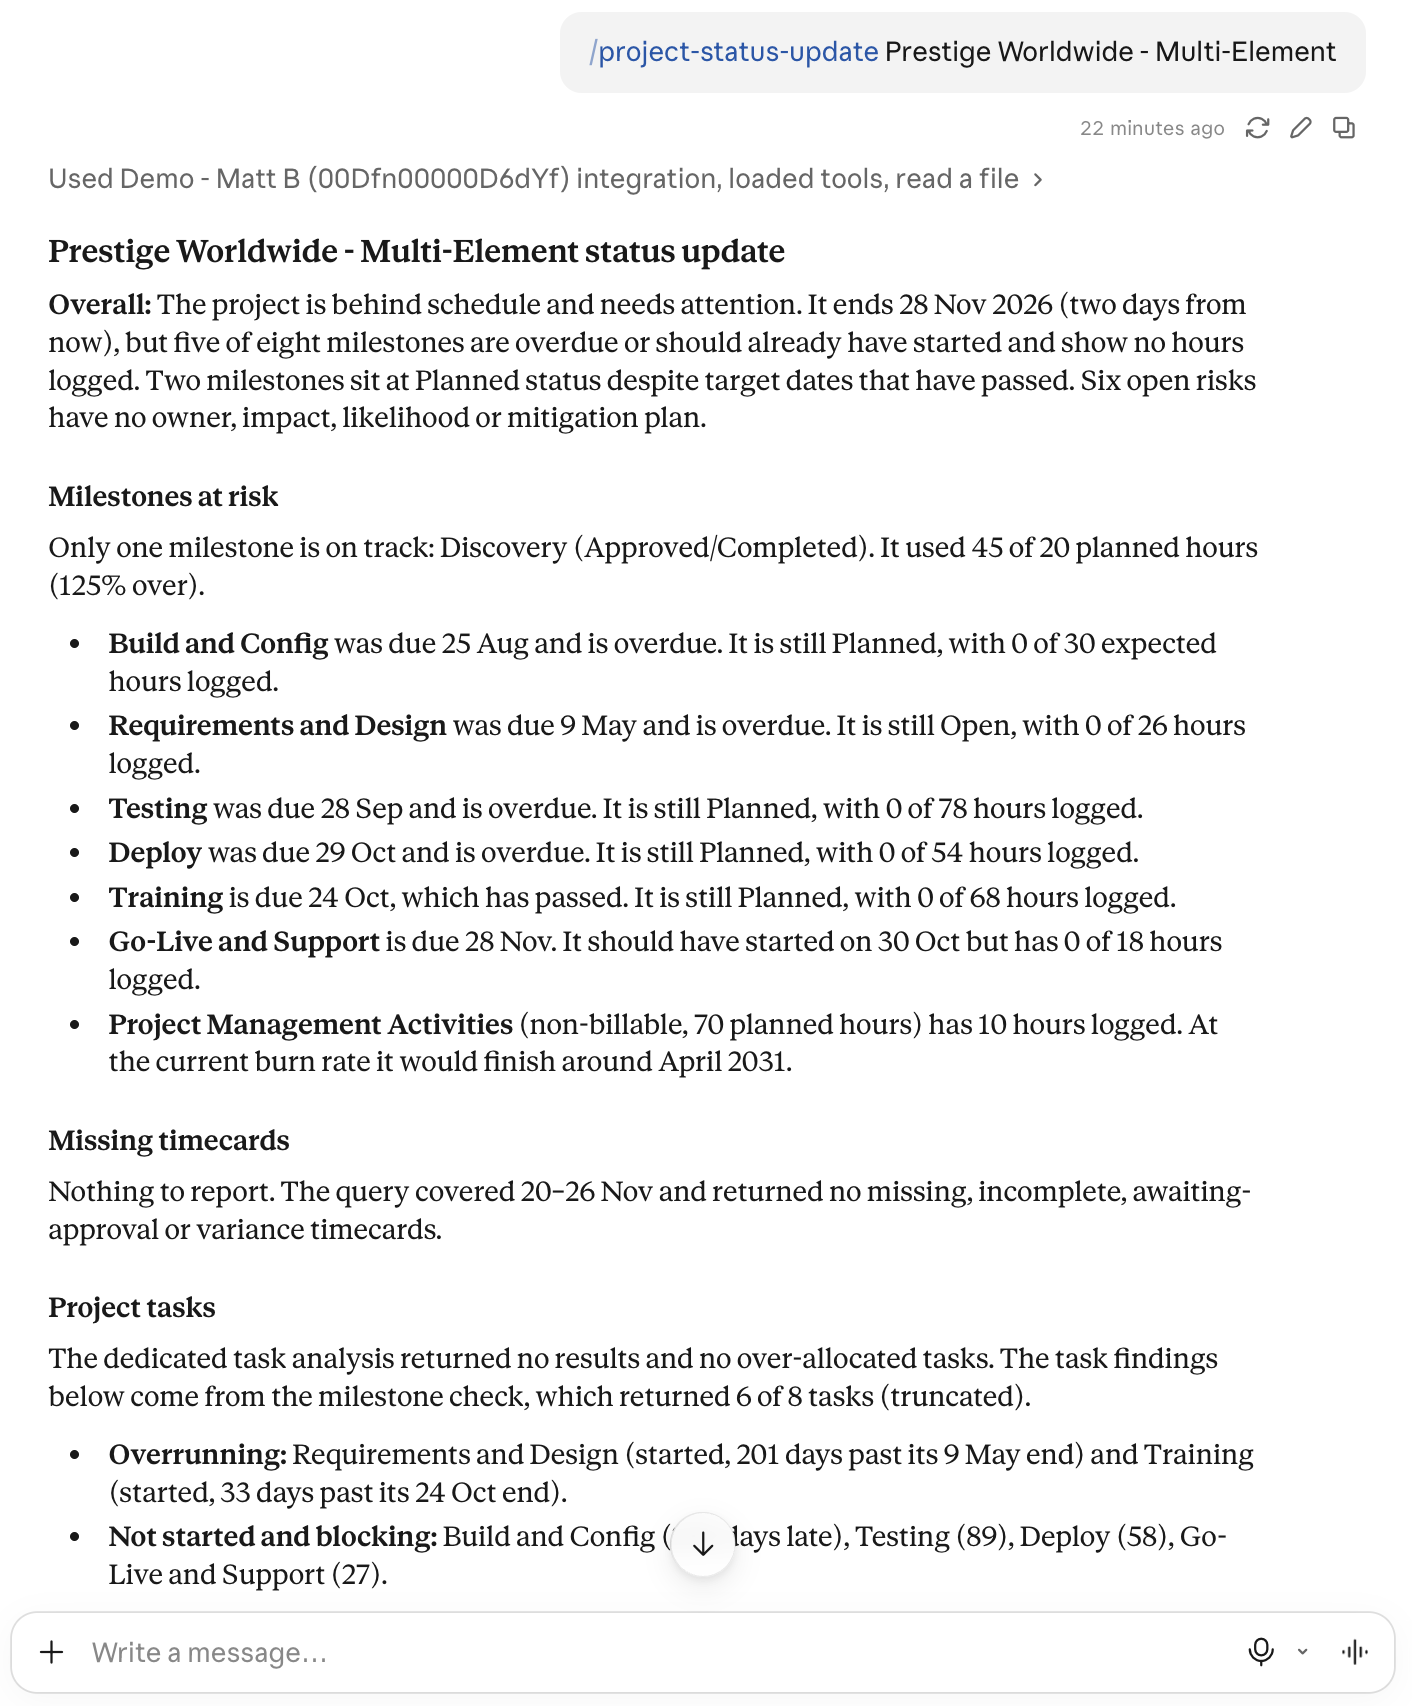 /project-status-update Prestige Worldwide - Multi-Element
22 minutes ago
Used Demo - Matt B (00Dfn00000D6dYf) integration, loaded tools, read a file
Prestige Worldwide - Multi-Element status update
Overall: The project is behind schedule and needs attention. It ends 28 Nov 2026 (two days from
now), but five of eight milestones are overdue or should already have started and show no hours
logged. Two milestones sit at Planned status despite target dates that have passed. Six open risks
have no owner, impact, likelihood or mitigation plan.
Milestones at risk
Only one milestone is on track: Discovery (Approved/Completed). It used 45 of 20 planned hours
(125% over).
• Build and Config was due 25 Aug and is overdue. It is still Planned, with 0 of 30 expected
hours logged.
• Requirements and Design was due 9 May and is overdue. It is still Open, with 0 of 26 hours
logged.
• Testing was due 28 Sep and is overdue. It is still Planned, with 0 of 78 hours logged.
• Deploy was due 29 Oct and is overdue. It is still Planned, with 0 of 54 hours logged.
• Training is due 24 Oct, which has passed. It is still Planned, with 0 of 68 hours logged.
• Go-Live and Support is due 28 Nov. It should have started on 30 Oct but has 0 of 18 hours
logged.
• Project Management Activities (non-billable, 70 planned hours) has 10 hours logged. At
the current burn rate it would finish around April 2031.
Missing timecards
Nothing to report. The query covered 20–26 Nov and returned no missing, incomplete, awaiting-
approval or variance timecards.
Project tasks
The dedicated task analysis returned no results and no over-allocated tasks. The task findings
below come from the milestone check, which returned 6 of 8 tasks (truncated).
• Overrunning: Requirements and Design (started, 201 days past its 9 May end) and Training
(started, 33 days past its 24 Oct end).
• Not started and blocking: Build and Config ( days late), Testing (89), Deploy (58), Go-
Live and Support (27).
Write a message…